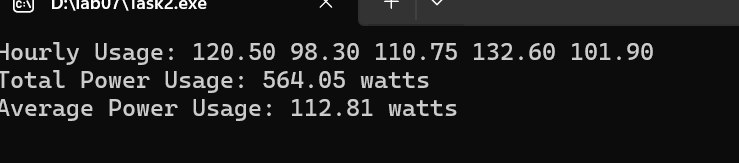 D:\lab07\Task2.exe
Hourly Usage: 120.50 98.30 110.75 132.60 101.90
Total Power Usage: 564.05 watts
Average Power Usage: 112.81 watts